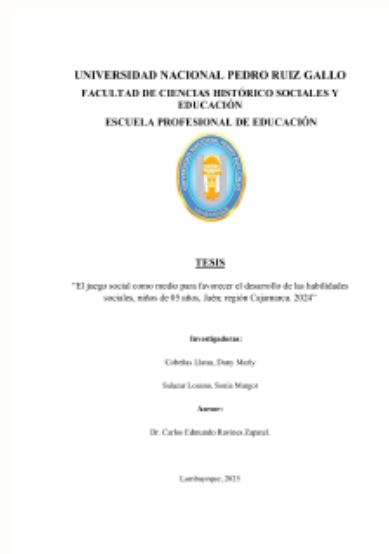 UNIVERSIDAD NACIONAL PEDRO RUIZ GALLO
FACULTAD DE CIENCIAS HISTÓRICO SOCIALES Y
EDUCACIÓN
ESCUELA PROFESIONAL DE EDUCACIÓN
TESIS
"El juego social como medio para favorecer el desarrollo de las habilidades
sociales, niños de 05 años, Jaén; región Cajamarca. 2024"
Investigadoras:
Dany Marly
Salazar Lozano, Sonia Margot
Asesor:
Dr. Carlos Edmundo Ravines Zapatel.
Lambayeque, 2025